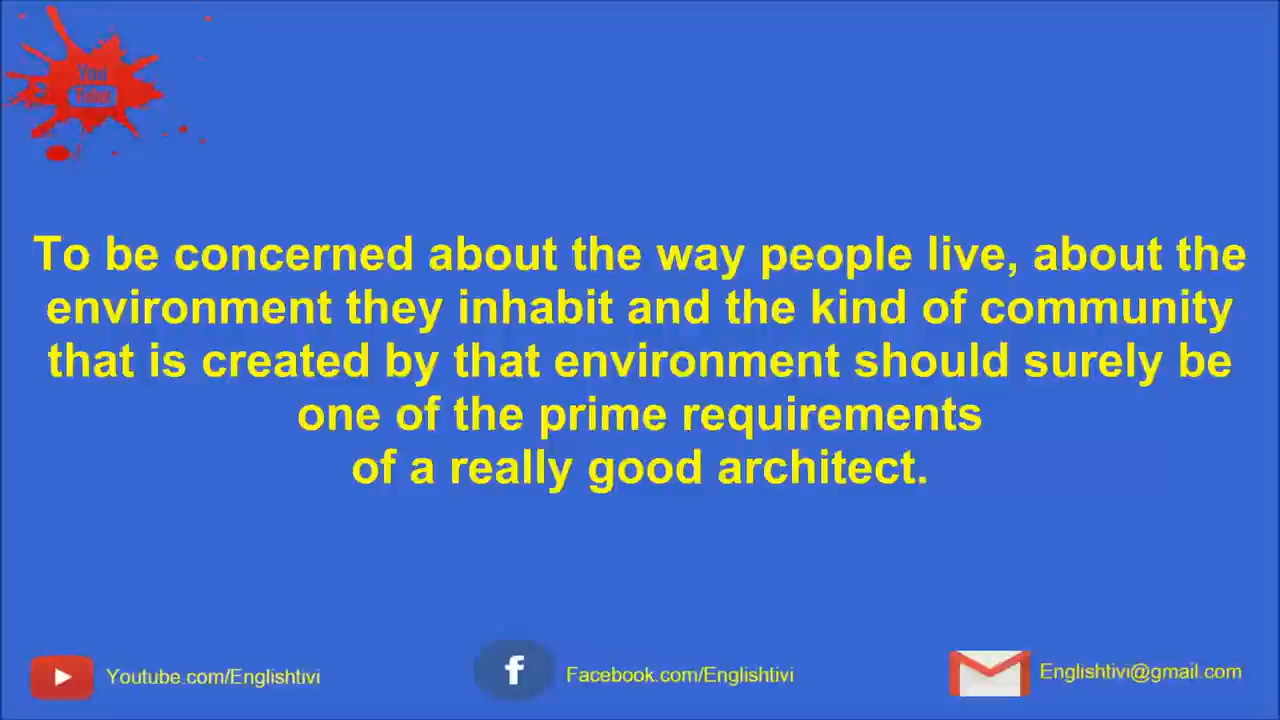 You
Tube
To be concerned about the way people live, about the
environment they inhabit and the kind of community
that is created by that environment should surely be
one of the prime requirements
of a really good architect.
Youtube.com/Englishtivi
f
Facebook.com/Englishtivi
Englishtivi@gmail.com